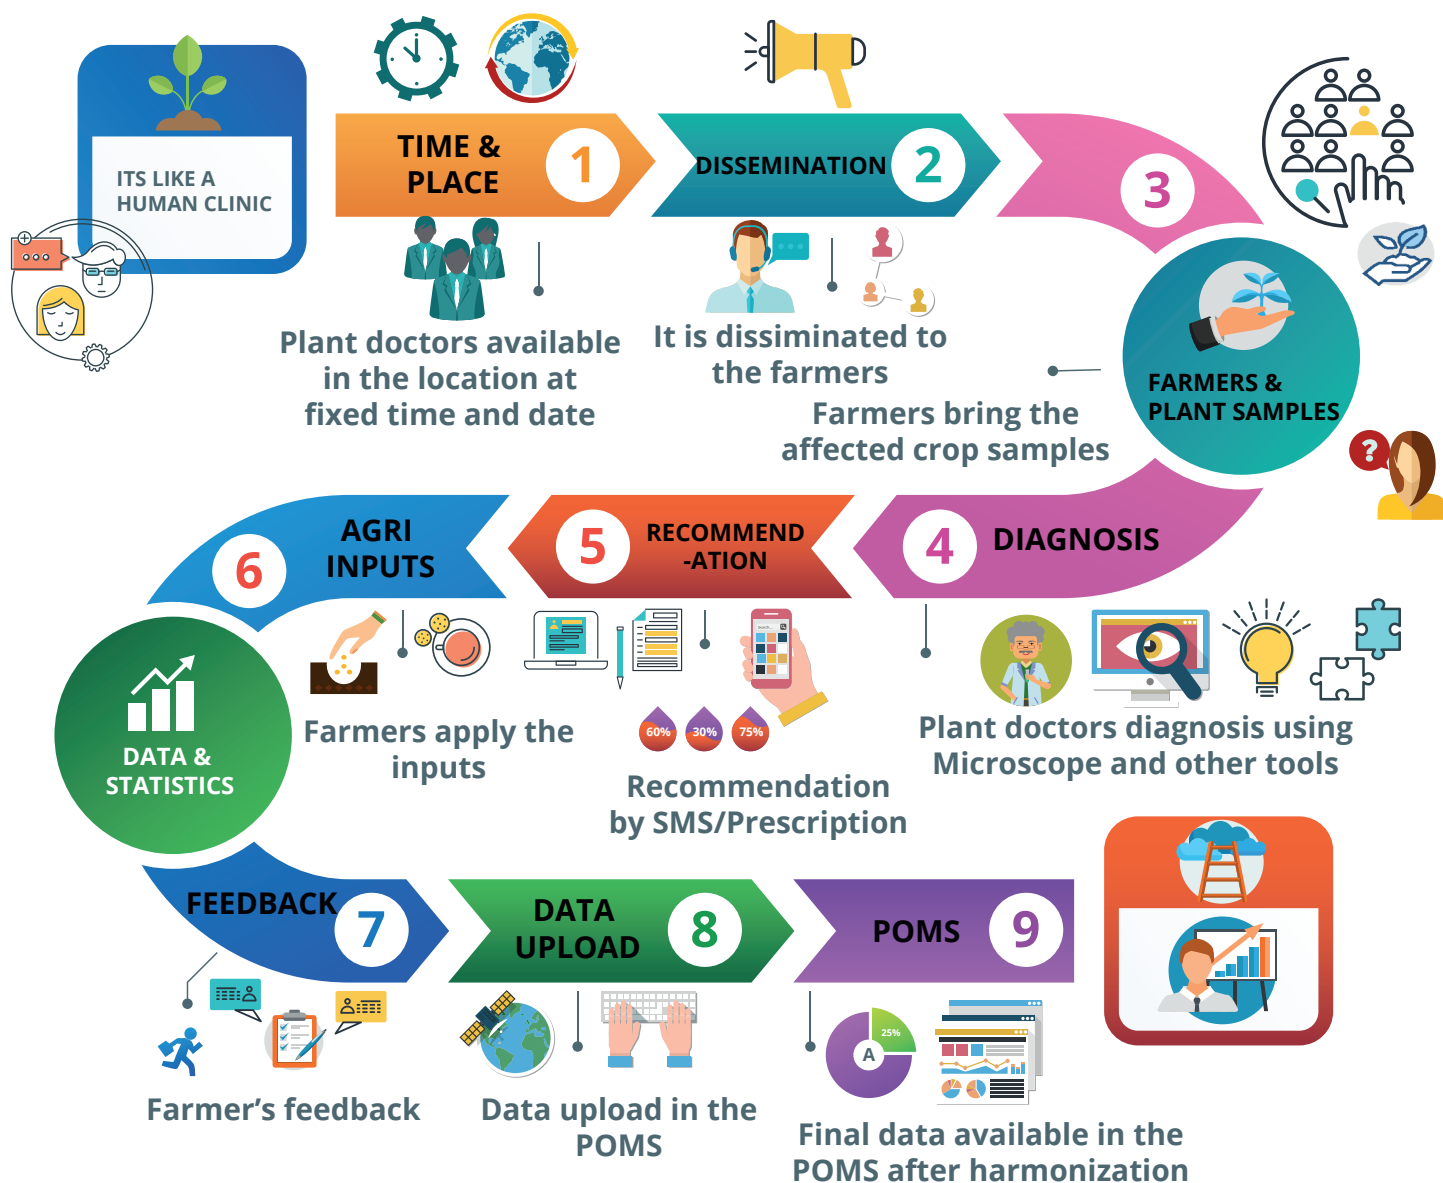 ITS LIKE A
HUMAN CLINIC
TIME &
PLACE
1
DISSEMINATION
2
3
Plant doctors available
in the location at
fixed time and date
It is dissiminated to
the farmers
Farmers bring the
affected crop samples
FARMERS &
PLANT SAMPLES
?
4
DIAGNOSIS
5
RECOMMEND
-ATION
6
AGRI
INPUTS
Search...
60%
30%
75%
Plant doctors diagnosis using
Microscope and other tools
Recommendation
by SMS/Prescription
Farmers apply the
inputs
DATA &
STATISTICS
FEEDBACK
7
DATA
UPLOAD
8
POMS
9
25%
A
Farmer’s feedback
Data upload in the
POMS
Final data available in the
POMS after harmonization